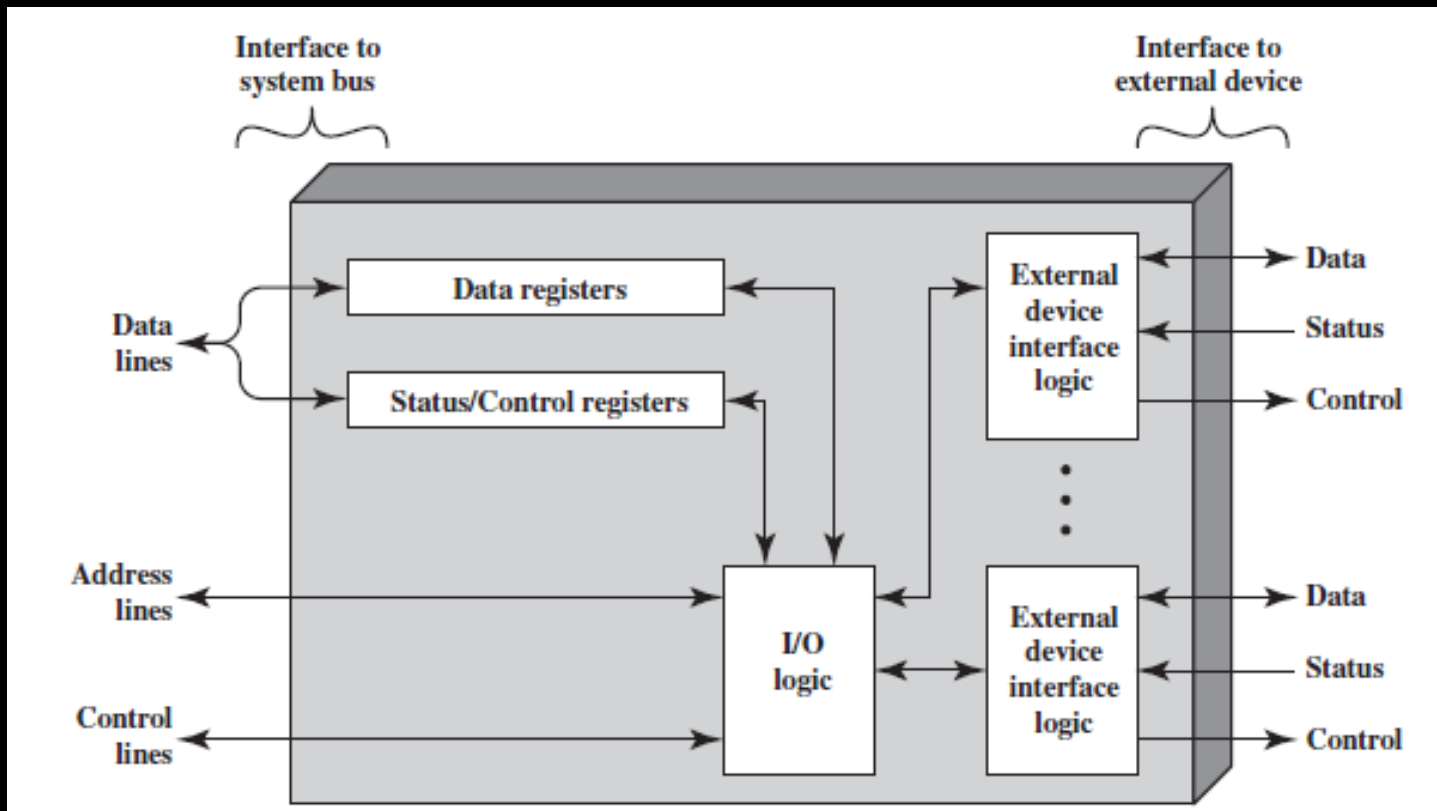 Interface to
system bus
Interface to
external device
Data
lines
Data registers
Status/Control registers
Address
lines
Control
lines
I/O
logic
External
device
interface
logic
Data
Status
Control
External
device
interface
logic
Data
Status
Control